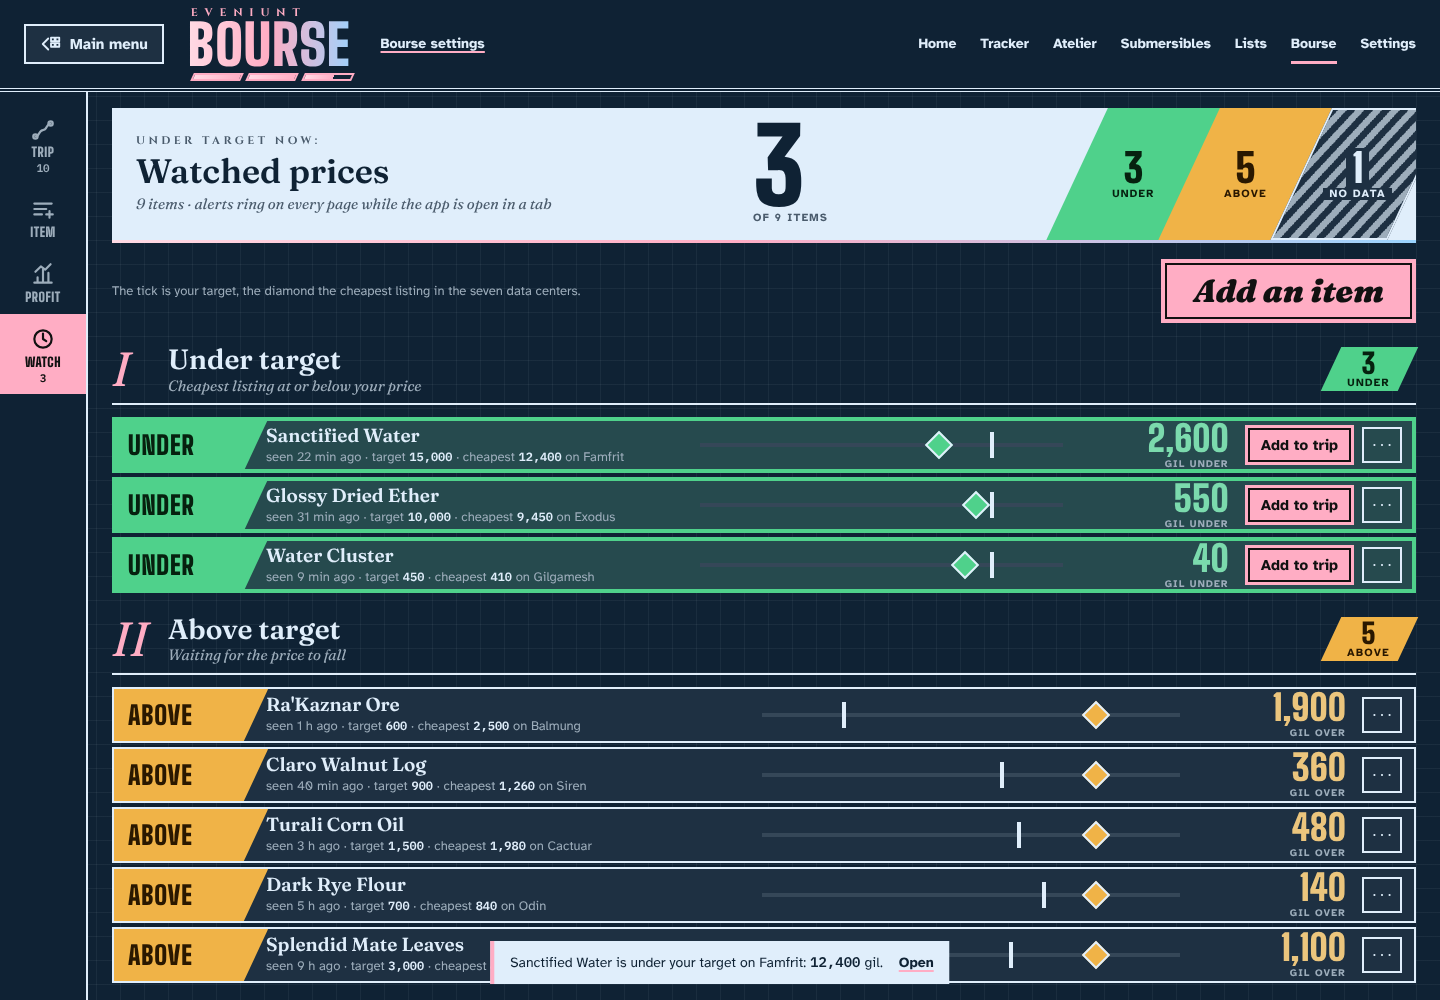 Main menu
EVENIUNT
BOURSE
Bourse settings
Home
Tracker
Atelier
Submersibles
Lists
Bourse
Settings
TRIP
10
ITEM
PROFIT
WATCH
3
UNDER TARGET NOW:
Watched prices
9 items · alerts ring on every page while the app is open in a tab
3
OF 9 ITEMS
3
UNDER
5
ABOVE
1
NO DATA
The tick is your target, the diamond the cheapest listing in the seven data centers.
Add an item
I
Under target
Cheapest listing at or below your price
3
UNDER
UNDER
Sanctified Water
seen 22 min ago · target 15,000 · cheapest 12,400 on Famfrit
2,600
GIL UNDER
Add to trip
...
UNDER
Glossy Dried Ether
seen 31 min ago · target 10,000 · cheapest 9,450 on Exodus
550
GIL UNDER
Add to trip
...
UNDER
Water Cluster
seen 9 min ago · target 450 · cheapest 410 on Gilgamesh
40
GIL UNDER
Add to trip
...
II
Above target
Waiting for the price to fall
5
ABOVE
ABOVE
Ra'Kaznar Ore
seen 1 h ago · target 600 · cheapest 2,500 on Balmung
1,900
GIL OVER
...
ABOVE
Claro Walnut Log
seen 40 min ago · target 900 · cheapest 1,260 on Siren
360
GIL OVER
...
ABOVE
Turali Corn Oil
seen 3 h ago · target 1,500 · cheapest 1,980 on Cactuar
480
GIL OVER
...
ABOVE
Dark Rye Flour
seen 5 h ago · target 700 · cheapest 840 on Odin
140
GIL OVER
...
ABOVE
Splendid Mate Leaves
seen 9 h ago · target 3,000 · cheapest
1,100
GIL OVER
...
Sanctified Water is under your target on Famfrit: 12,400 gil.
Open